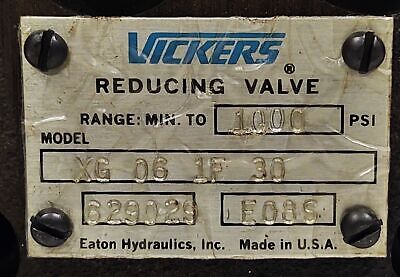 VICKERS®
REDUCING VALVE
RANGE: MIN. TO 1000 PSI
MODEL
XG 06 1F 30
629029 E08S
Eaton Hydraulics, Inc. Made in U.S.A.